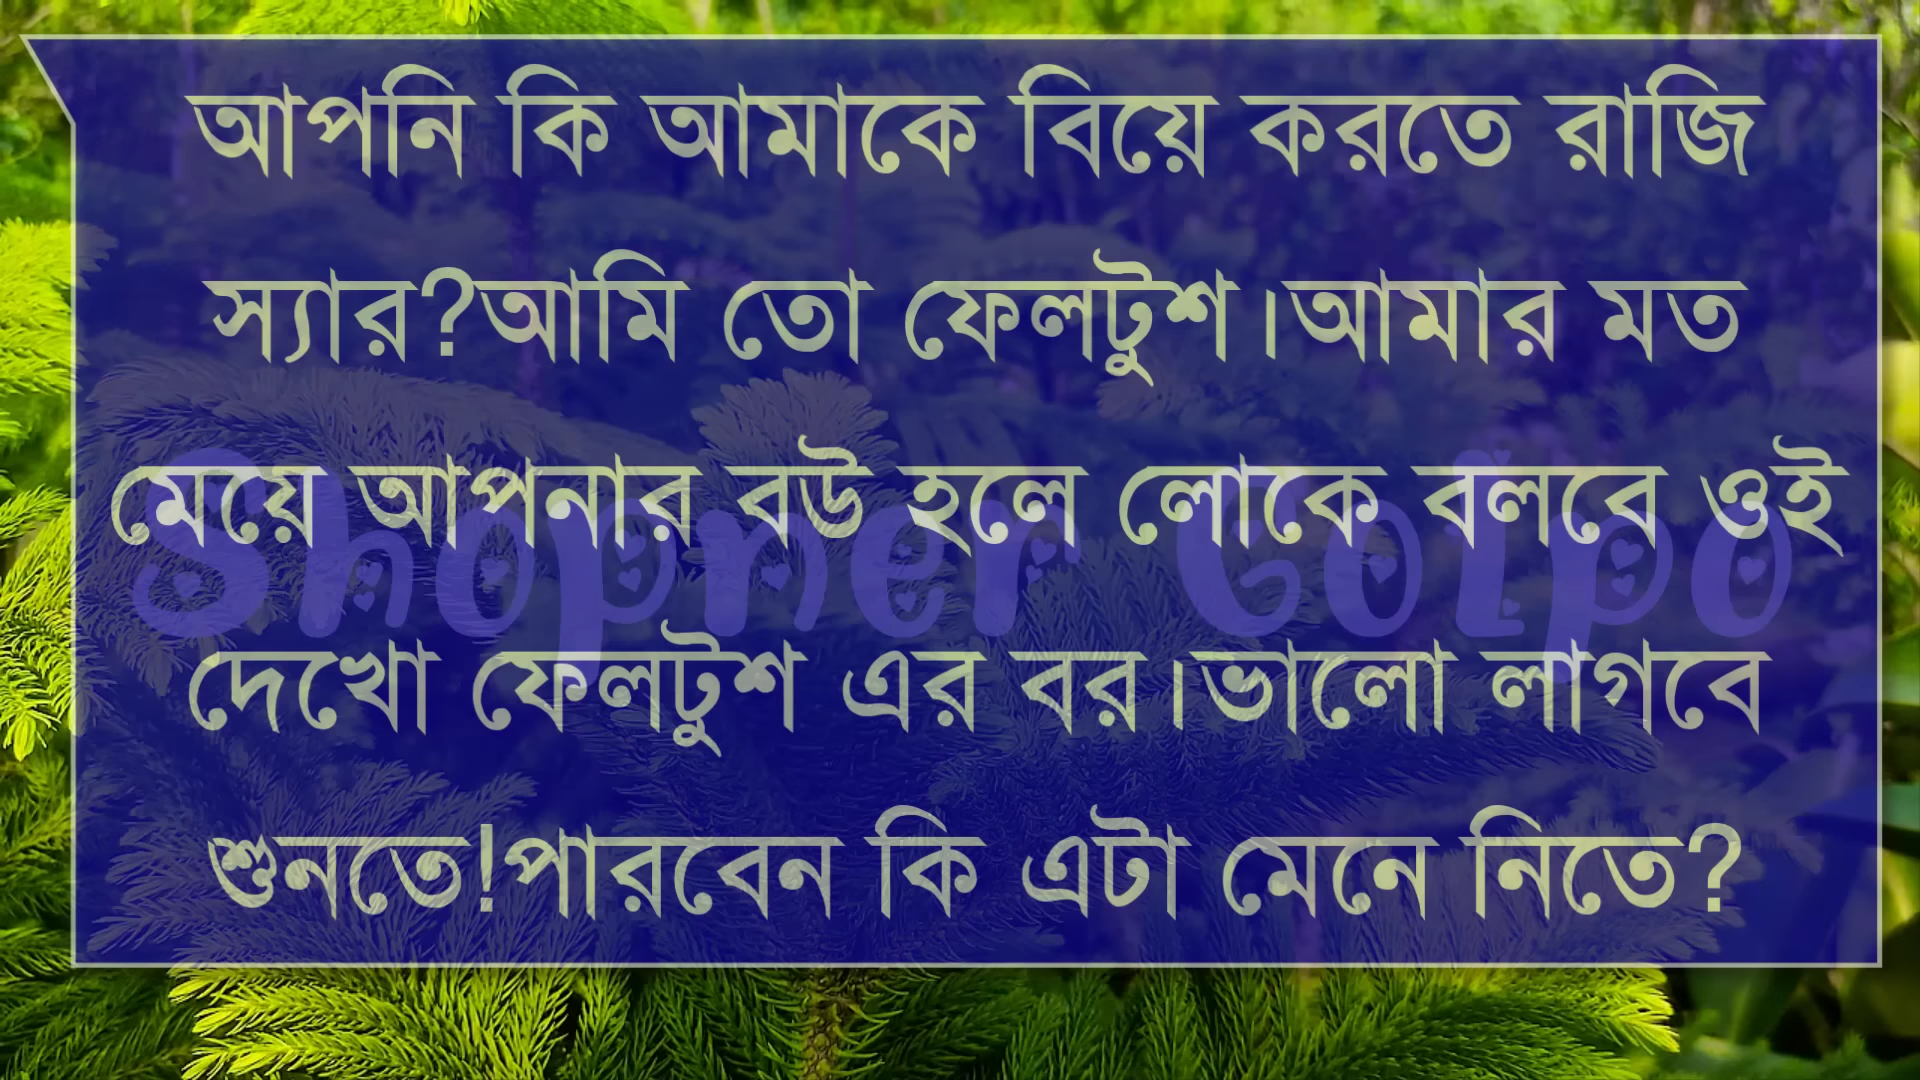 আপনি কি আমাকে বিয়ে করতে রাজি
স্যার?আমি তো ফেলটুশ।আমার মত
মেয়ে আপনার বউ হলে লোকে বলবে ওই
Shopner Golpo
দেখো ফেলটুশ এর বর।ভালো লাগবে
শুনতে!পারবেন কি এটা মেনে নিতে?